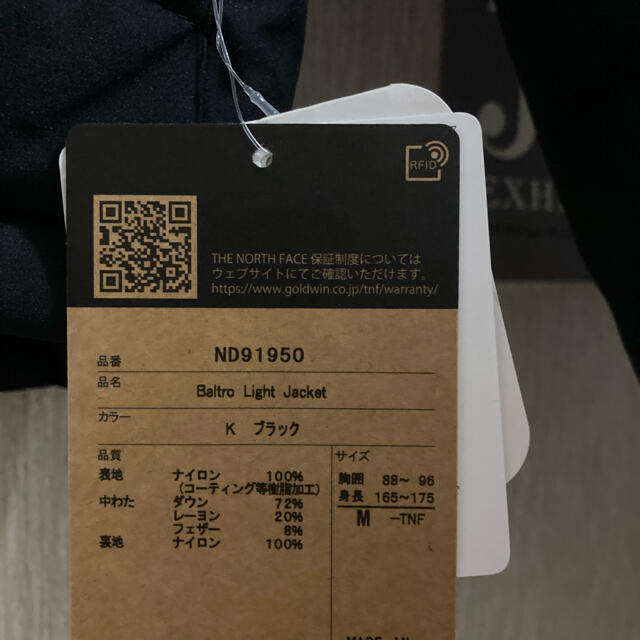 RFID
THE NORTH FACE 保証制度については
ウェブサイトにてご確認いただけます。
https://www.goldwin.co.jp/tnf/warranty/
品番 ND91950
品名 Baltro Light Jacket
カラー K ブラック
品質
表地 ナイロン 100%
(コーティング等樹脂加工)
中わた ダウン 72%
レーヨン 20%
フェザー 8%
裏地 ナイロン 100%
サイズ
胸囲 88~ 96
身長 165~175
M -TNF
EXH